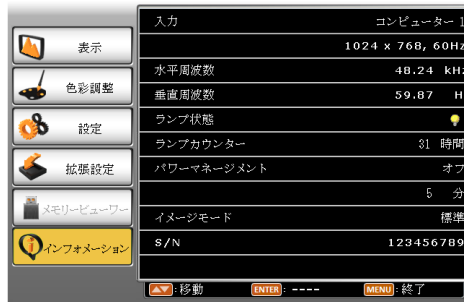 表示
色彩調整
設定
拡張設定
メモリービューワー
インフォメーション
入力 コンピューター 1
1024 x 768, 60Hz
水平周波数 48.24 kHz
垂直周波数 59.87 H
ランプ状態
ランプカウンター 31 時間
パワーマネージメント オフ
5 分
イメージモード 標準
S/N 123456789
:移動 ENTER : ---- MENU :終了